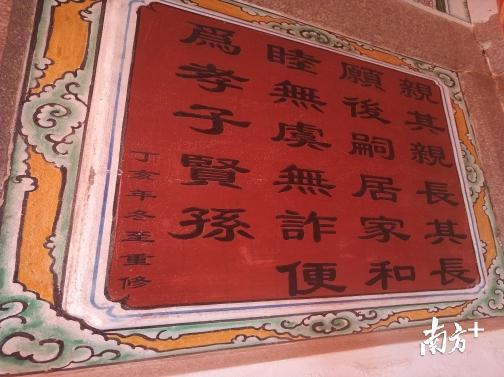 親其親長其長
願後嗣居家和
睦無虞無詐便
爲孝子賢孫
丁亥年冬至重修
南方+